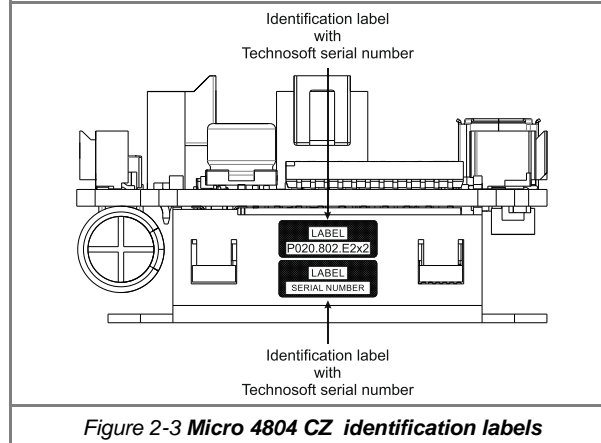 Identification label
with
Technosoft serial number
LABEL
P020.802.E2x2
LABEL
SERIAL NUMBER
Identification label
with
Technosoft serial number
Figure 2-3 Micro 4804 CZ identification labels